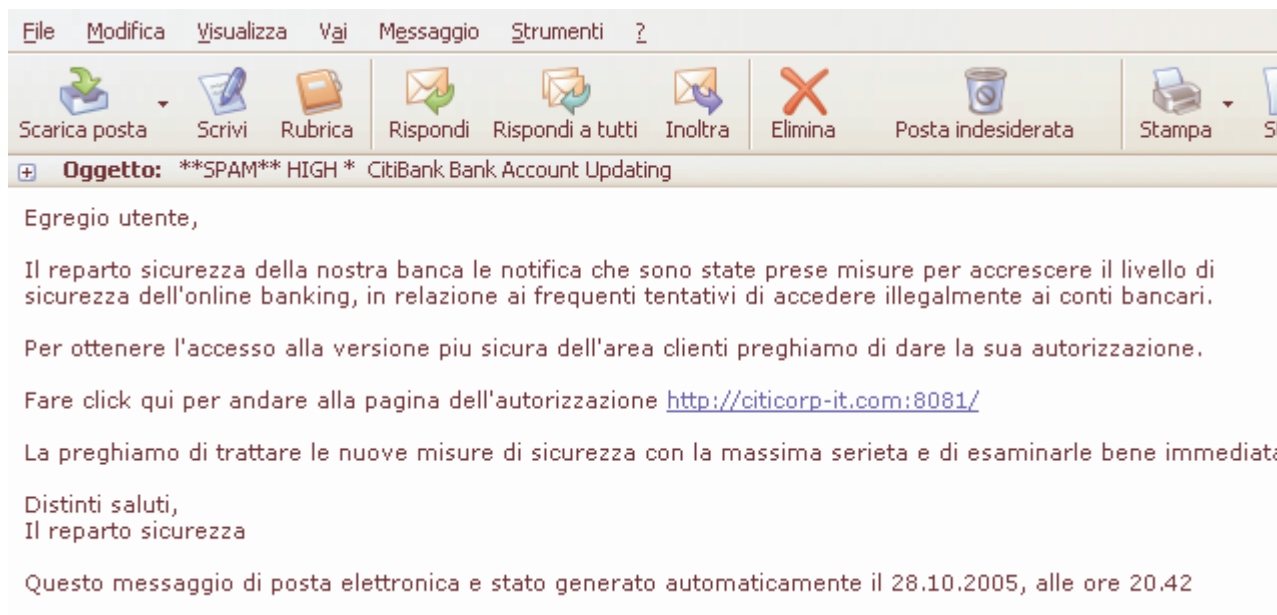 File Modifica Visualizza Vai Messaggio Strumenti ?
Scarica posta Scrivi Rubrica Rispondi Rispondi a tutti Inoltra Elimina Posta indesiderata Stampa
Oggetto: **SPAM** HIGH * CitiBank Bank Account Updating
Egregio utente,
Il reparto sicurezza della nostra banca le notifica che sono state prese misure per accrescere il livello di
sicurezza dell'online banking, in relazione ai frequenti tentativi di accedere illegalmente ai conti bancari.
Per ottenere l'accesso alla versione piu sicura dell'area clienti preghiamo di dare la sua autorizzazione.
Fare click qui per andare alla pagina dell'autorizzazione http://citicorp-it.com:8081/
La preghiamo di trattare le nuove misure di sicurezza con la massima serieta e di esaminarle bene immediata
Distinti saluti,
Il reparto sicurezza
Questo messaggio di posta elettronica e stato generato automaticamente il 28.10.2005, alle ore 20.42